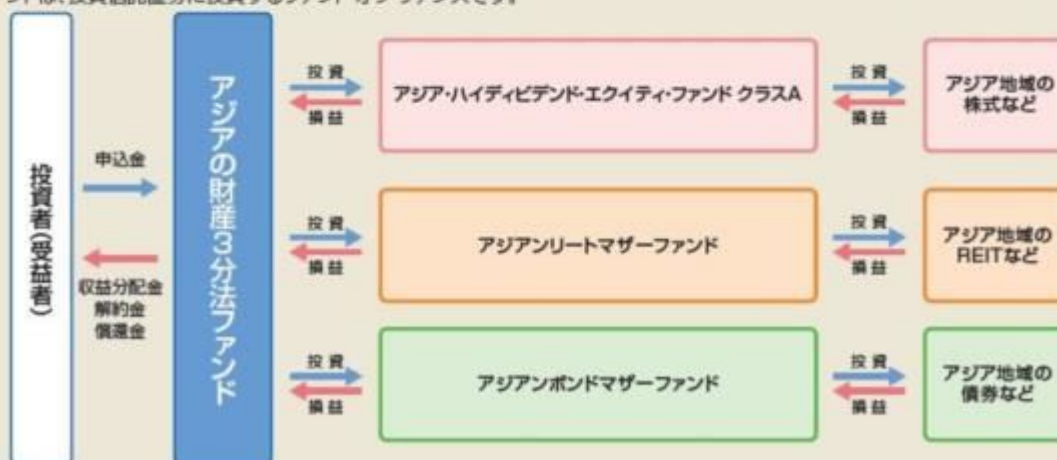 投資者(受益者)
申込金
収益分配金
解約金
償還金
アジアの財産3分法ファンド
投資
損益
アジア・ハイディビデンド・エクイティ・ファンド クラスA
投資
損益
アジア地域の
株式など
投資
損益
アジアンリートマザーファンド
投資
損益
アジア地域の
REITなど
投資
損益
アジアンボンドマザーファンド
投資
損益
アジア地域の
債券など